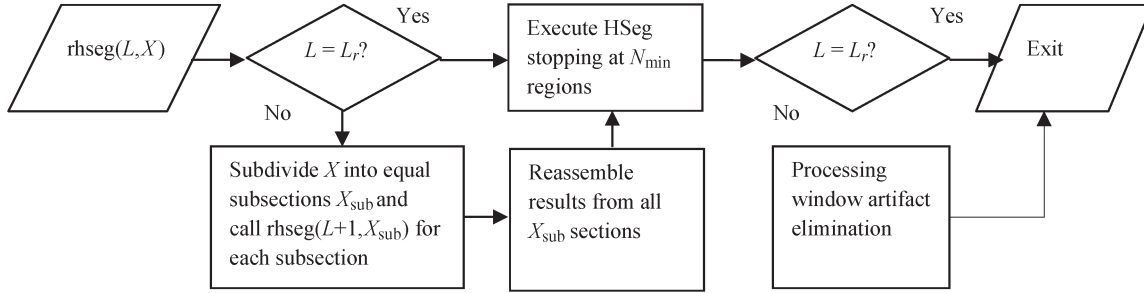 rhseg(L,X)
L = Lr?
Yes
No
Subdivide X into equal
subsections Xsub and
call rhseg(L+1,Xsub) for
each subsection
Reassemble
results from all
Xsub sections
Execute HSeg
stopping at Nmin
regions
L = Lr?
Yes
No
Processing
window artifact
elimination
Exit